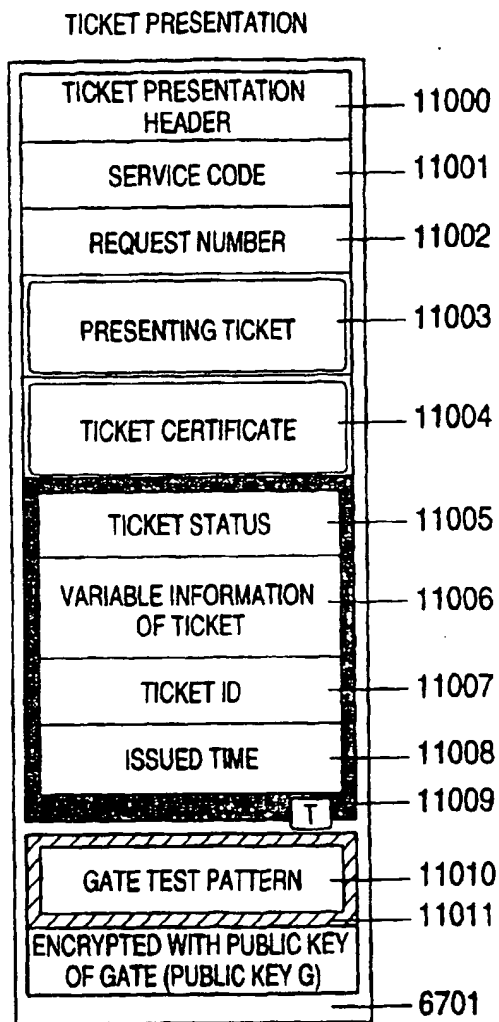 TICKET PRESENTATION
TICKET PRESENTATION
HEADER
11000
SERVICE CODE
11001
REQUEST NUMBER
11002
PRESENTING TICKET
11003
TICKET CERTIFICATE
11004
TICKET STATUS
11005
VARIABLE INFORMATION
OF TICKET
11006
TICKET ID
11007
ISSUED TIME
11008
T
11009
GATE TEST PATTERN
11010
11011
ENCRYPTED WITH PUBLIC KEY
OF GATE (PUBLIC KEY G)
6701